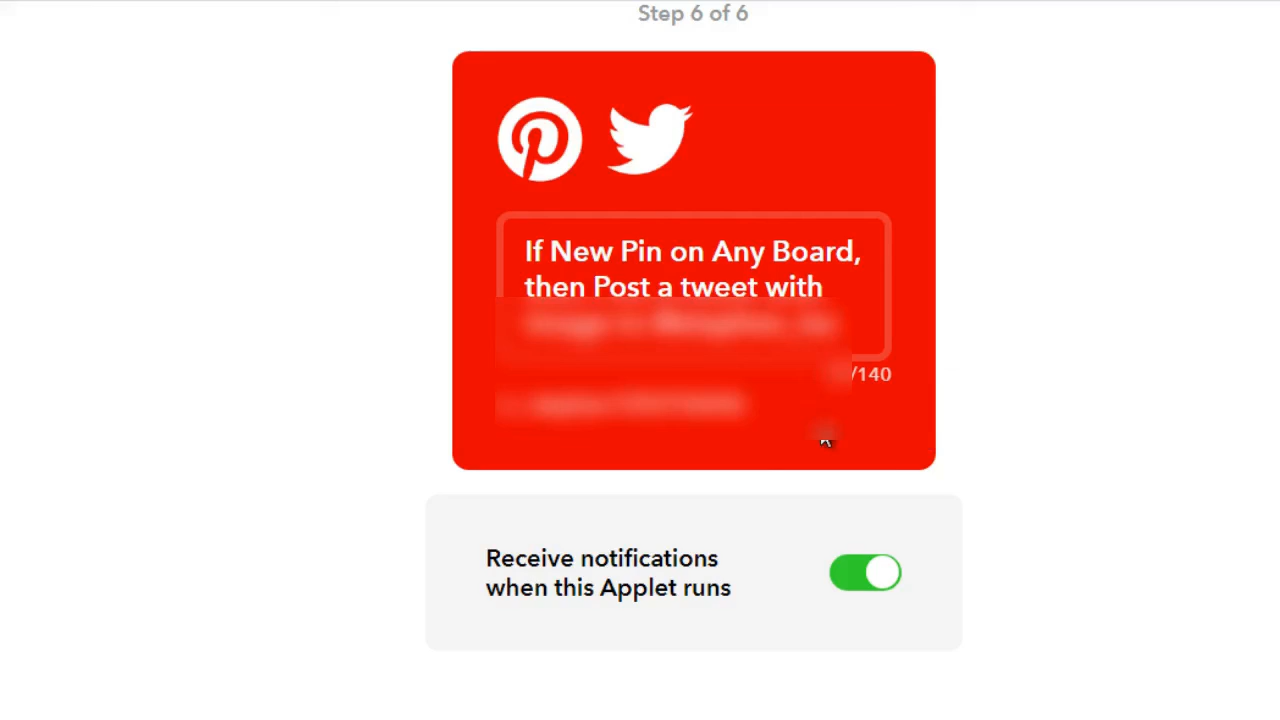 Step 6 of 6
If New Pin on Any Board,
then Post a tweet with
/140
Receive notifications
when this Applet runs